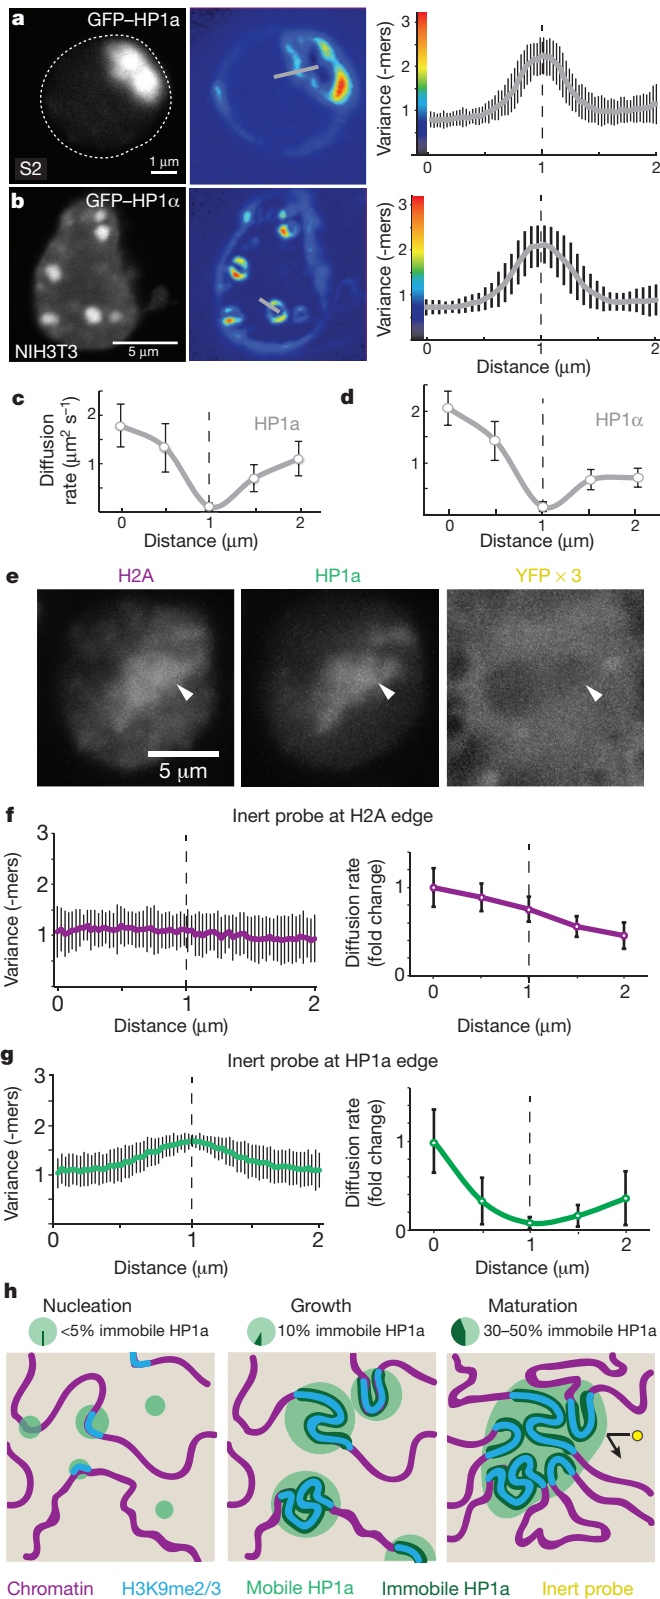 a
GFP–HP1a
S2
1 μm
Variance (-mers)
3
2
1
0
1
2
b
GFP–HP1α
NIH3T3
5 μm
Variance (-mers)
3
2
1
0
1
2
Distance (μm)
c
Diffusion
rate (μm² s⁻¹)
2
1
HP1a
0
1
2
Distance (μm)
d
2
1
HP1α
0
1
2
Distance (μm)
e
H2A
HP1a
YFP × 3
5 μm
f
Inert probe at H2A edge
Variance (-mers)
3
2
1
0
1
2
Distance (μm)
Diffusion rate
(fold change)
1
0
0
1
2
Distance (μm)
g
Inert probe at HP1a edge
Variance (-mers)
3
2
1
0
0
1
2
Distance (μm)
Diffusion rate
(fold change)
1
0
0
1
2
Distance (μm)
h
Nucleation
<5% immobile HP1a
Growth
10% immobile HP1a
Maturation
30–50% immobile HP1a
Chromatin
H3K9me2/3
Mobile HP1a
Immobile HP1a
Inert probe